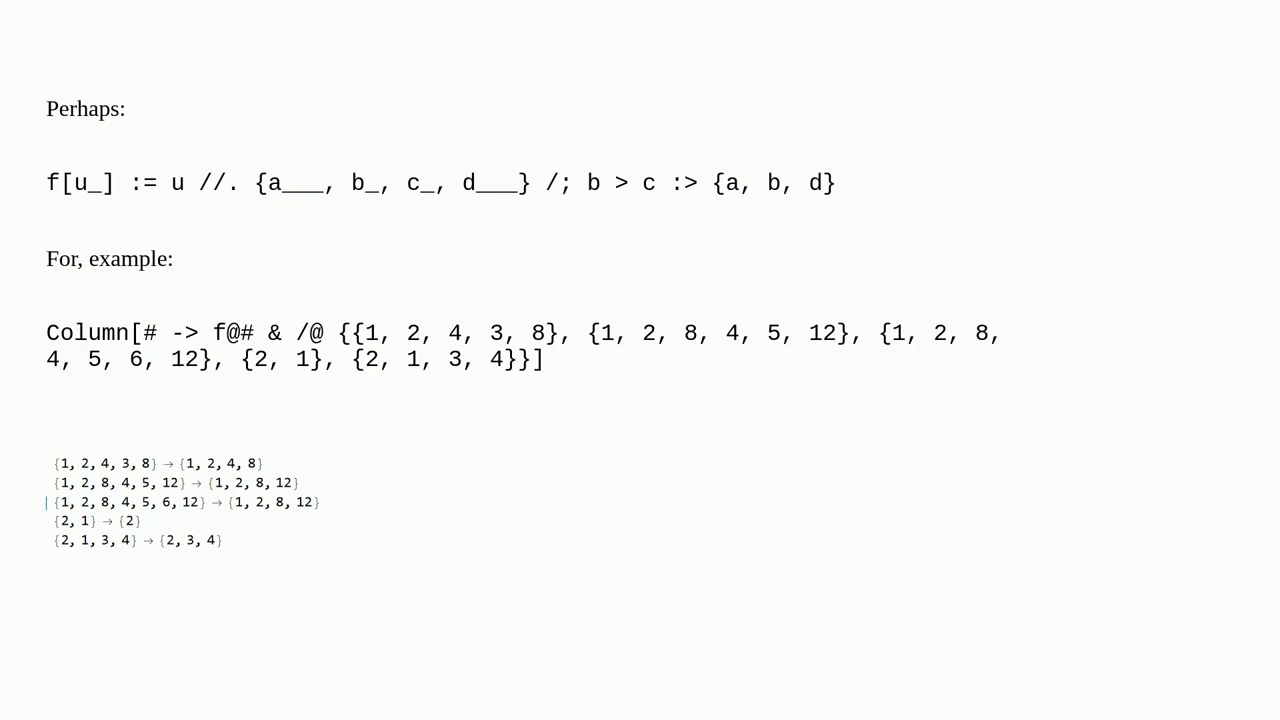 Perhaps:
f[u_] := u //. {a___, b_, c_, d___} /; b > c :> {a, b, d}
For, example:
Column[# -> f@# & /@ {{1, 2, 4, 3, 8}, {1, 2, 8, 4, 5, 12}, {1, 2, 8,
4, 5, 6, 12}, {2, 1}, {2, 1, 3, 4}}]
{1, 2, 4, 3, 8} → {1, 2, 4, 8}
{1, 2, 8, 4, 5, 12} → {1, 2, 8, 12}
{1, 2, 8, 4, 5, 6, 12} → {1, 2, 8, 12}
{2, 1} → {2}
{2, 1, 3, 4} → {2, 3, 4}